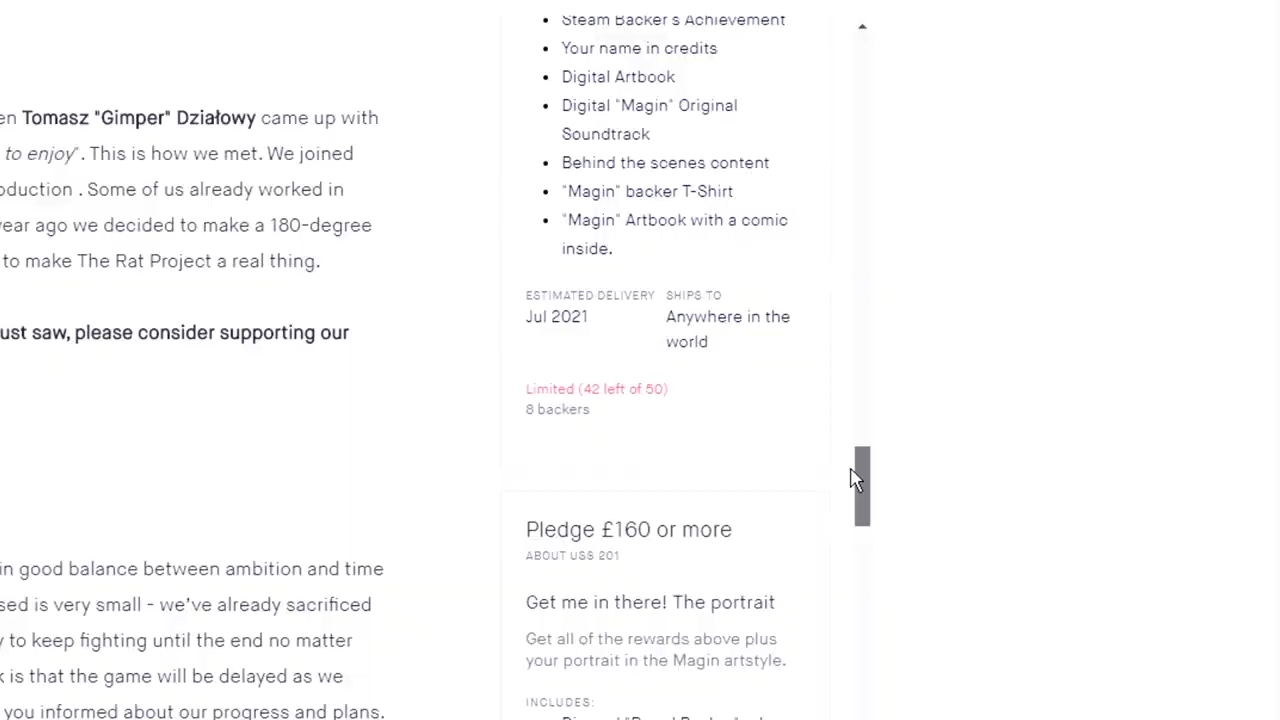 en Tomasz "Gimper" Działowy came up with
to enjoy". This is how we met. We joined
oduction . Some of us already worked in
year ago we decided to make a 180-degree
to make The Rat Project a real thing.
ust saw, please consider supporting our
in good balance between ambition and time
sed is very small - we've already sacrificed
y to keep fighting until the end no matter
k is that the game will be delayed as we
you informed about our progress and plans.
• Steam Backer's Achievement
• Your name in credits
• Digital Artbook
• Digital "Magin" Original
Soundtrack
• Behind the scenes content
• "Magin" backer T-Shirt
• "Magin" Artbook with a comic
inside.
ESTIMATED DELIVERY SHIPS TO
Jul 2021 Anywhere in the
world
Limited (42 left of 50)
8 backers
Pledge £160 or more
ABOUT US$ 201
Get me in there! The portrait
Get all of the rewards above plus
your portrait in the Magin artstyle.
INCLUDES: